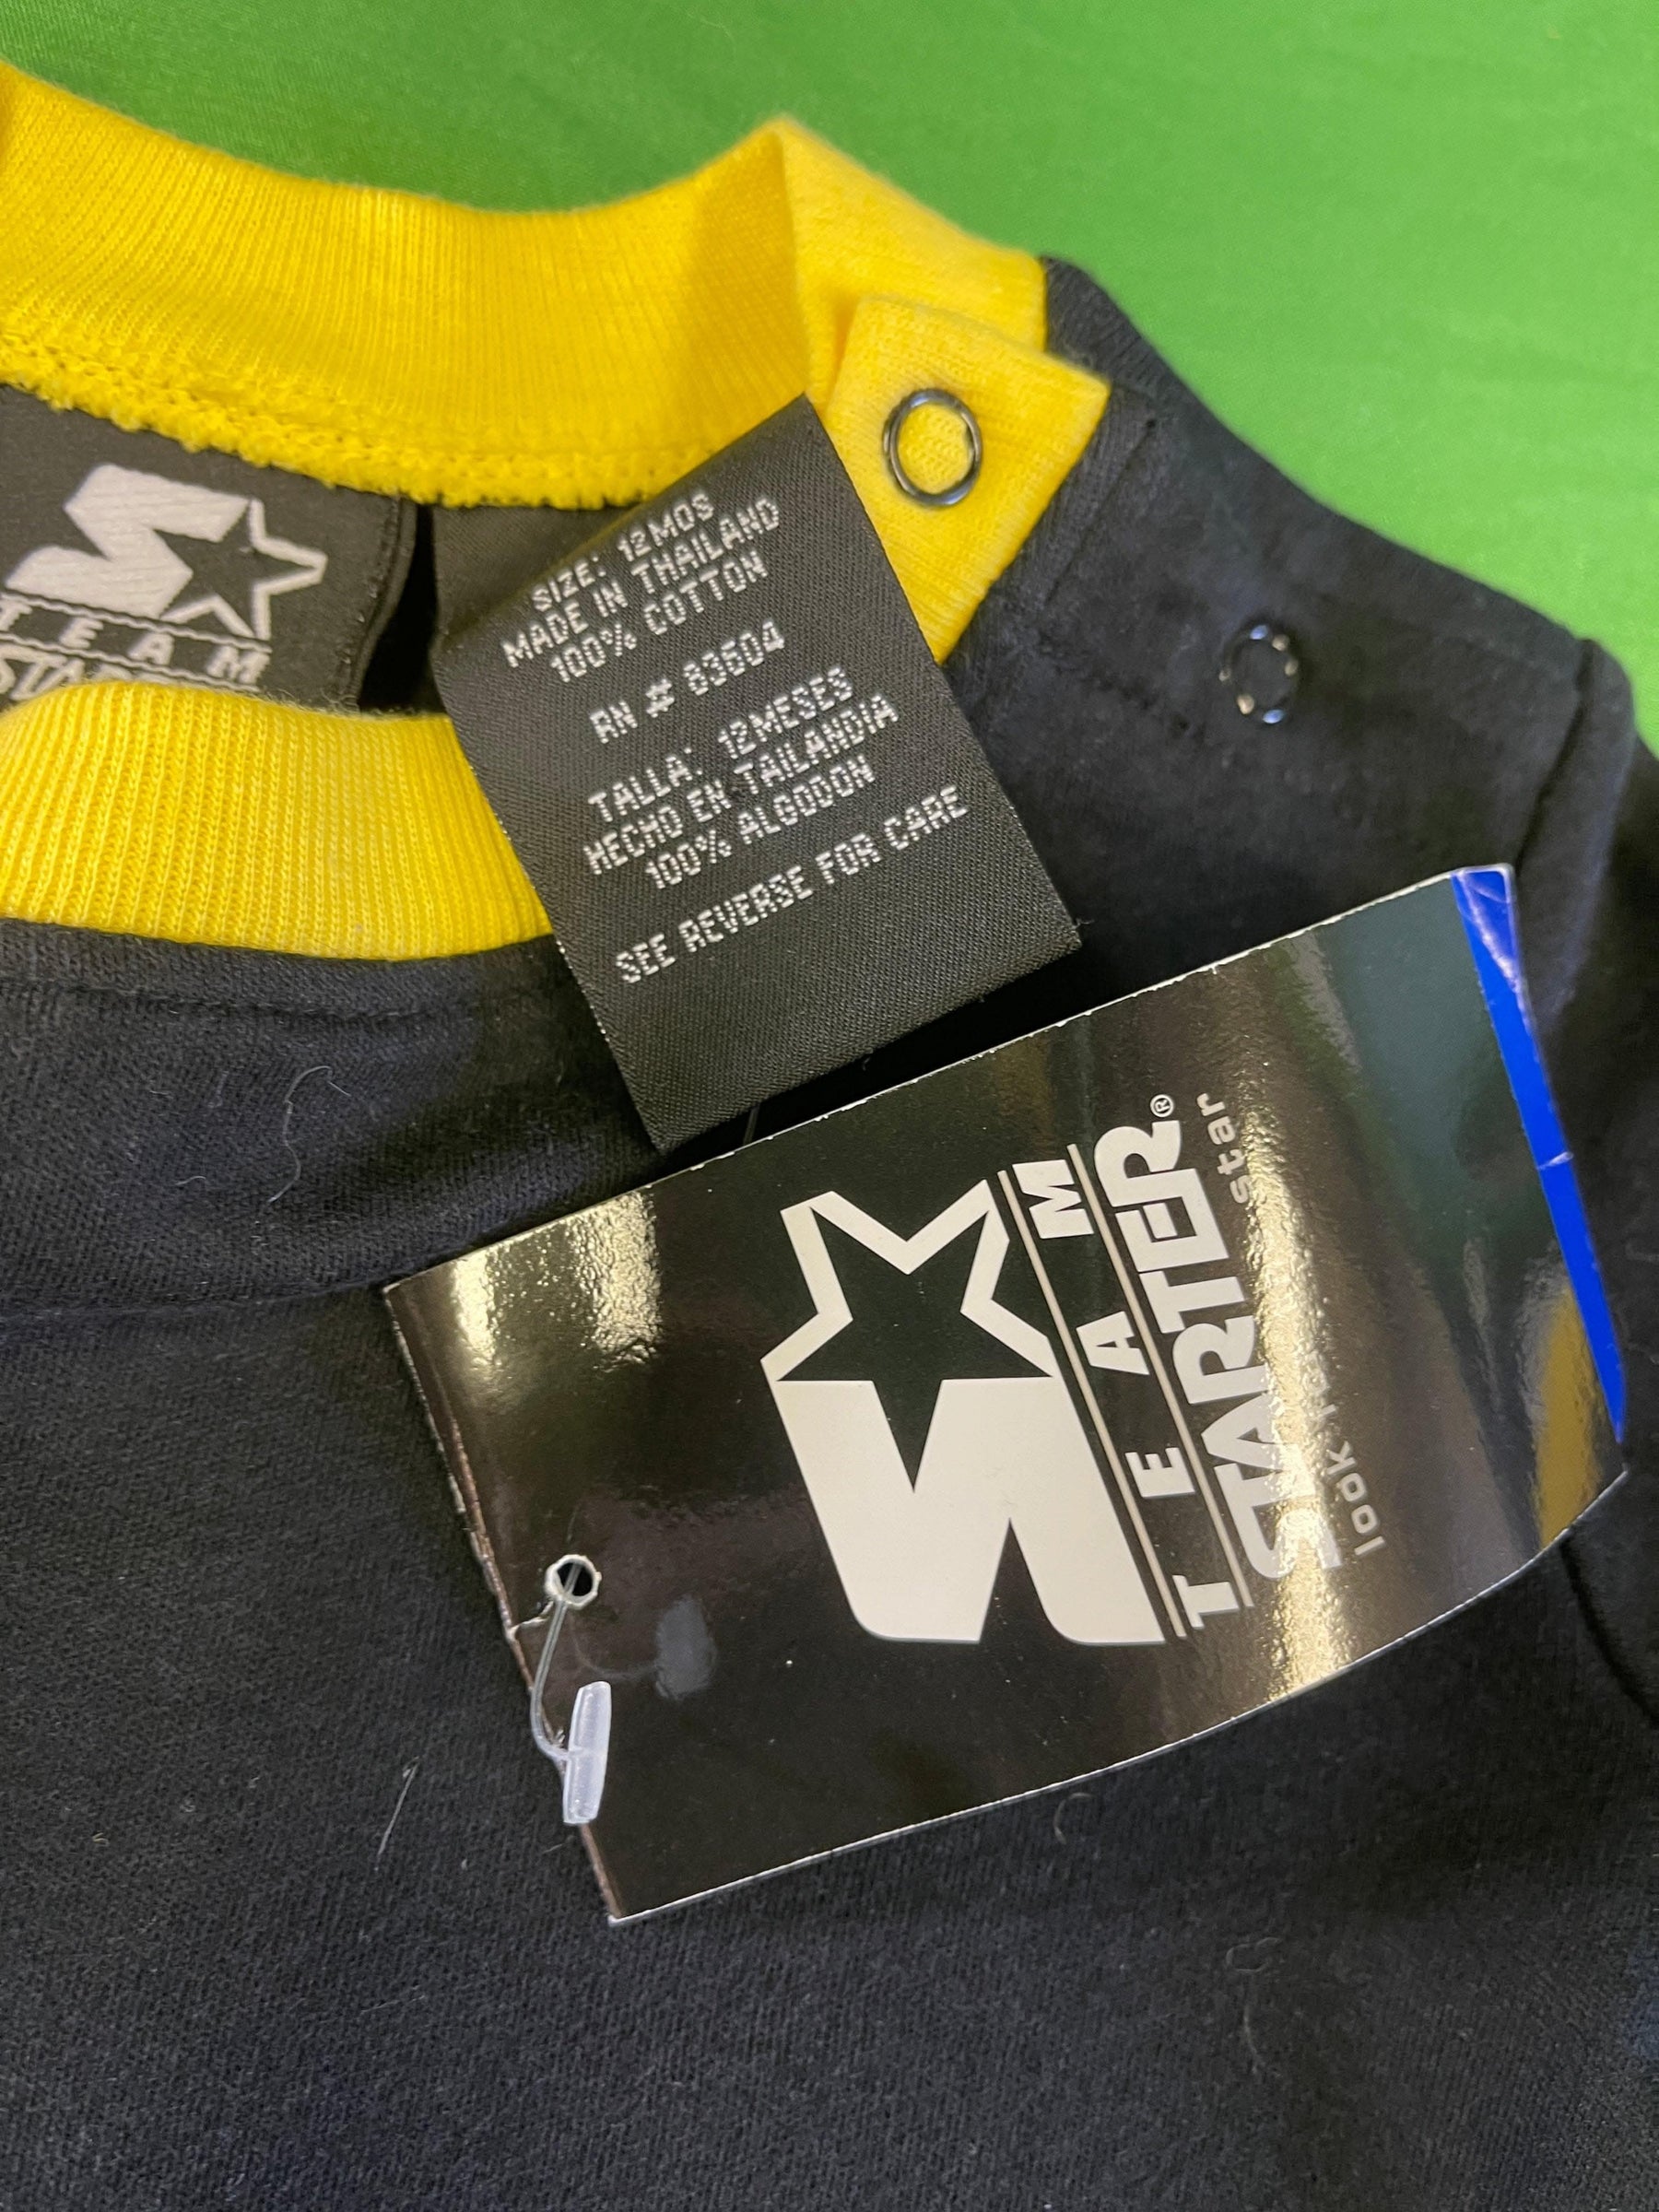 TEAM
SIZE: 12MOS
MADE IN THAILAND
100% COTTON
RN # 83604
TALLA: 12MESES
HECHO EN TAILANDIA
100% ALGODON
SEE REVERSE FOR CARE
TEAM
STARTER®
look star